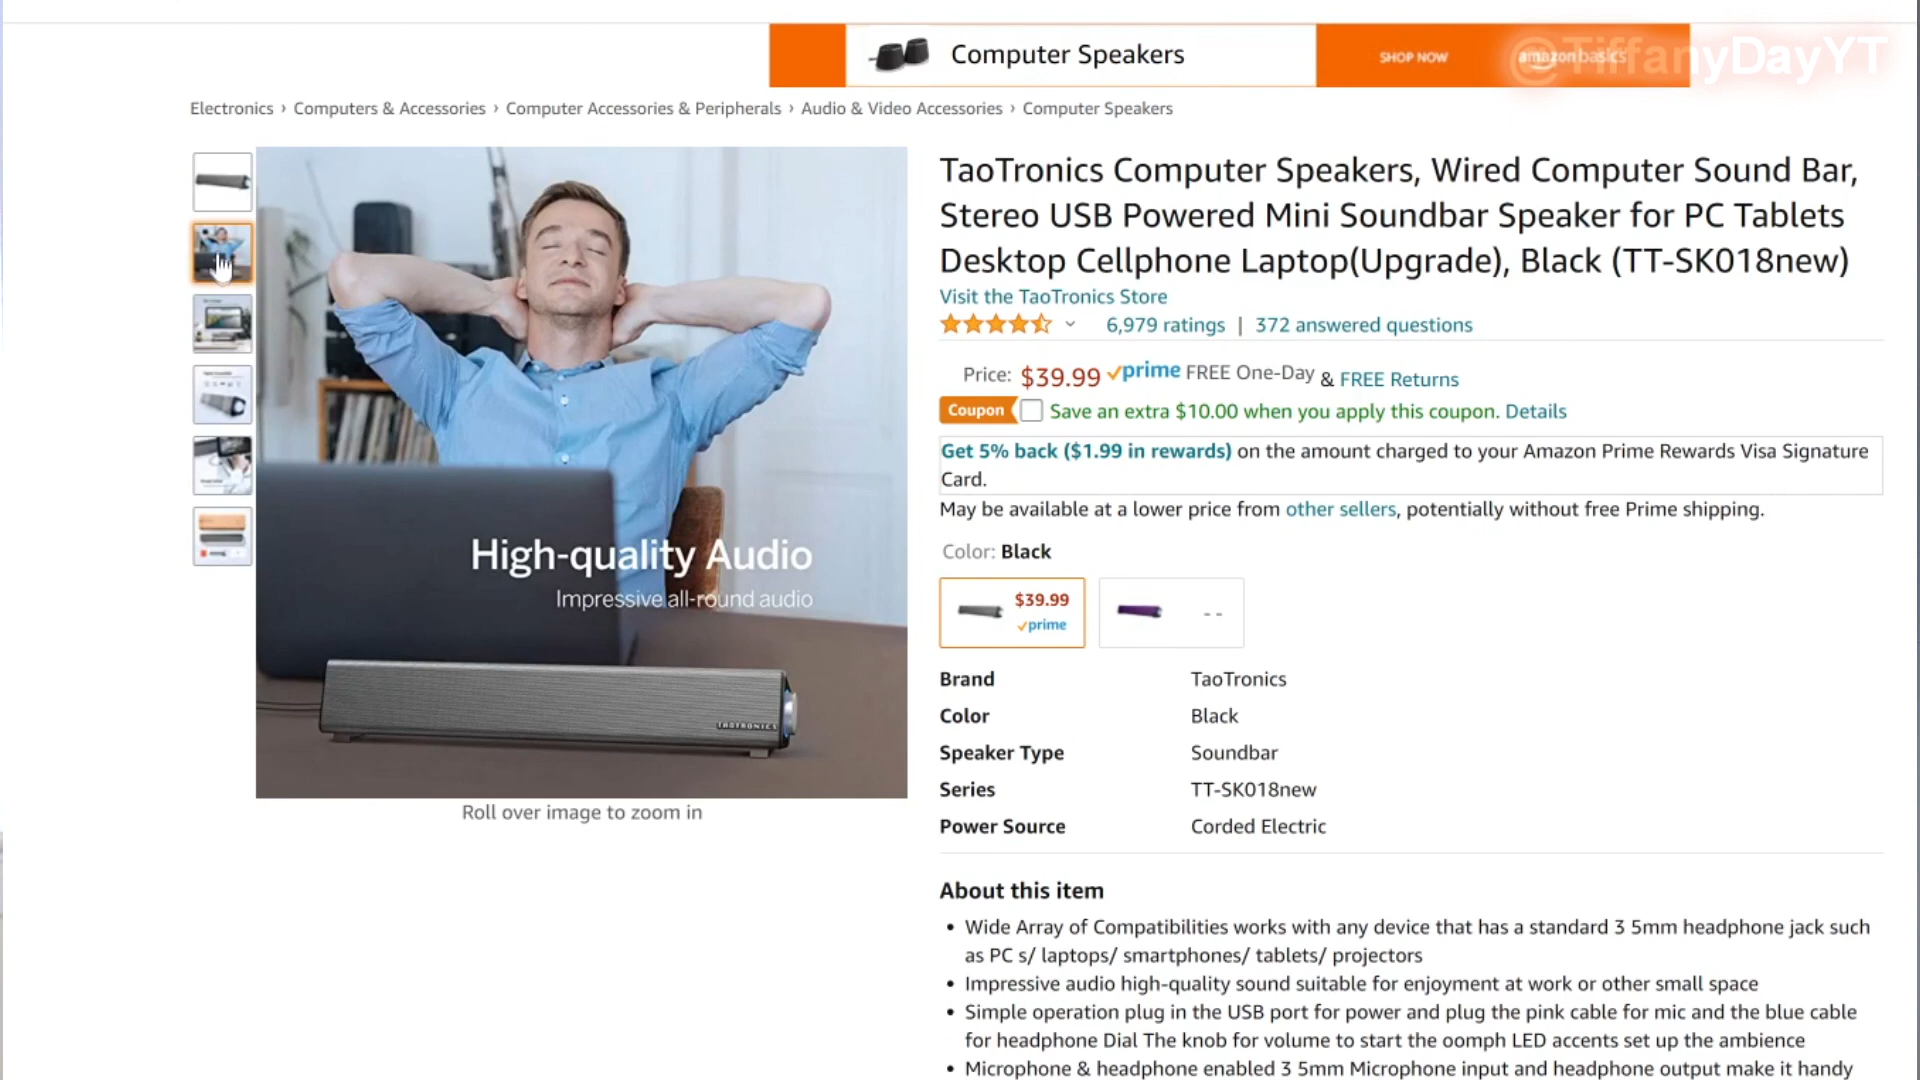 Computer Speakers
SHOP NOW
amazon basics
@TiffanyDayYT
Electronics › Computers & Accessories › Computer Accessories & Peripherals › Audio & Video Accessories › Computer Speakers
TaoTronics Computer Speakers, Wired Computer Sound Bar,
Stereo USB Powered Mini Soundbar Speaker for PC Tablets
Desktop Cellphone Laptop(Upgrade), Black (TT-SK018new)
Visit the TaoTronics Store
6,979 ratings | 372 answered questions
Price: $39.99 prime FREE One-Day & FREE Returns
Coupon Save an extra $10.00 when you apply this coupon. Details
Get 5% back ($1.99 in rewards) on the amount charged to your Amazon Prime Rewards Visa Signature
Card.
May be available at a lower price from other sellers, potentially without free Prime shipping.
Color: Black
$39.99
prime
- -
High-quality Audio
Impressive all-round audio
TAOTRONICS
Roll over image to zoom in
Brand TaoTronics
Color Black
Speaker Type Soundbar
Series TT-SK018new
Power Source Corded Electric
About this item
• Wide Array of Compatibilities works with any device that has a standard 3 5mm headphone jack such
as PC s/ laptops/ smartphones/ tablets/ projectors
• Impressive audio high-quality sound suitable for enjoyment at work or other small space
• Simple operation plug in the USB port for power and plug the pink cable for mic and the blue cable
for headphone Dial The knob for volume to start the oomph LED accents set up the ambience
• Microphone & headphone enabled 3 5mm Microphone input and headphone output make it handy